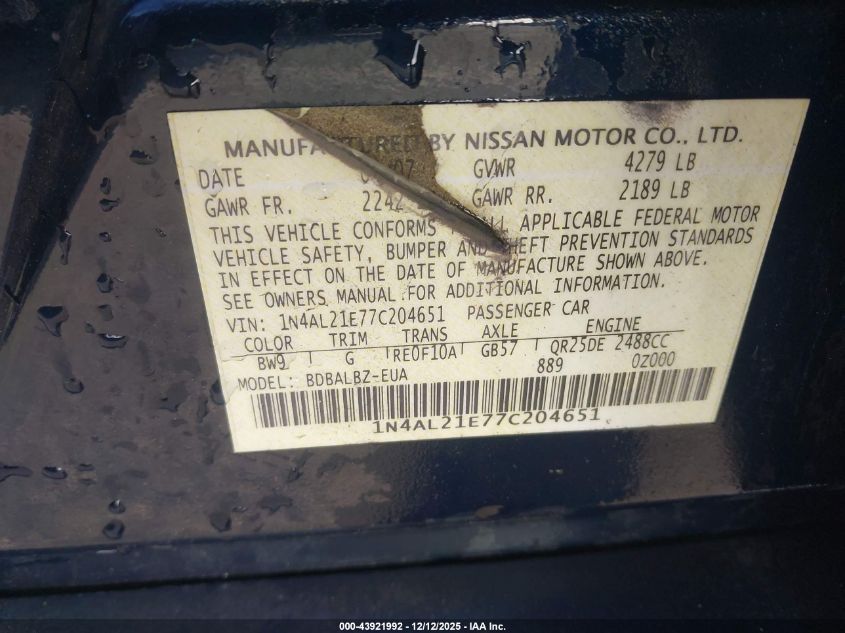 MANUFACTURED BY NISSAN MOTOR CO., LTD.
DATE 07 GVWR 4279 LB
GAWR FR. 2242 GAWR RR. 2189 LB
THIS VEHICLE CONFORMS ALL APPLICABLE FEDERAL MOTOR
VEHICLE SAFETY, BUMPER AND THEFT PREVENTION STANDARDS
IN EFFECT ON THE DATE OF MANUFACTURE SHOWN ABOVE.
SEE OWNERS MANUAL FOR ADDITIONAL INFORMATION.
VIN: 1N4AL21E77C204651 PASSENGER CAR
COLOR TRIM TRANS AXLE ENGINE
BW9 G RE0F10A GB57 QR25DE 2488CC
MODEL: BDBALBZ-EUA 889 0Z000
1N4AL21E77C204651
000-43921992 - 12/12/2025 - IAA Inc.